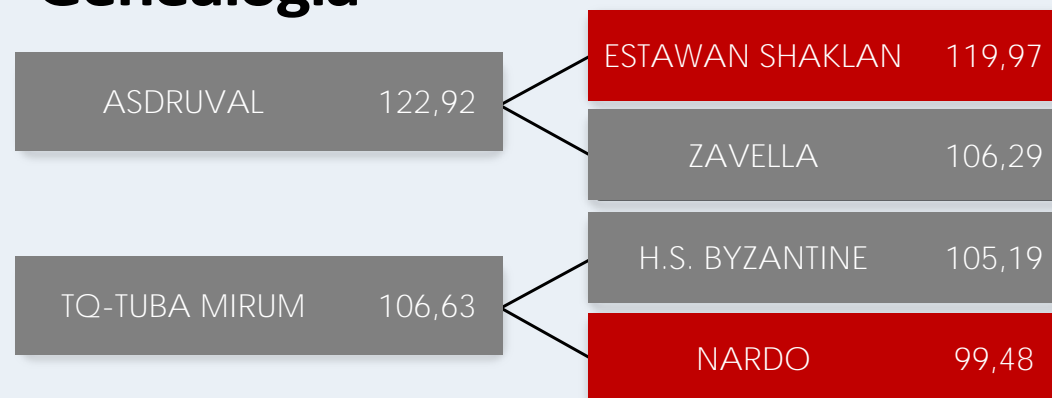 Genealogía
ESTAWAN SHAKLAN 119,97
ASDRUVAL 122,92
ZAVELLA 106,29
H.S. BYZANTINE 105,19
TQ-TUBA MIRUM 106,63
NARDO 99,48